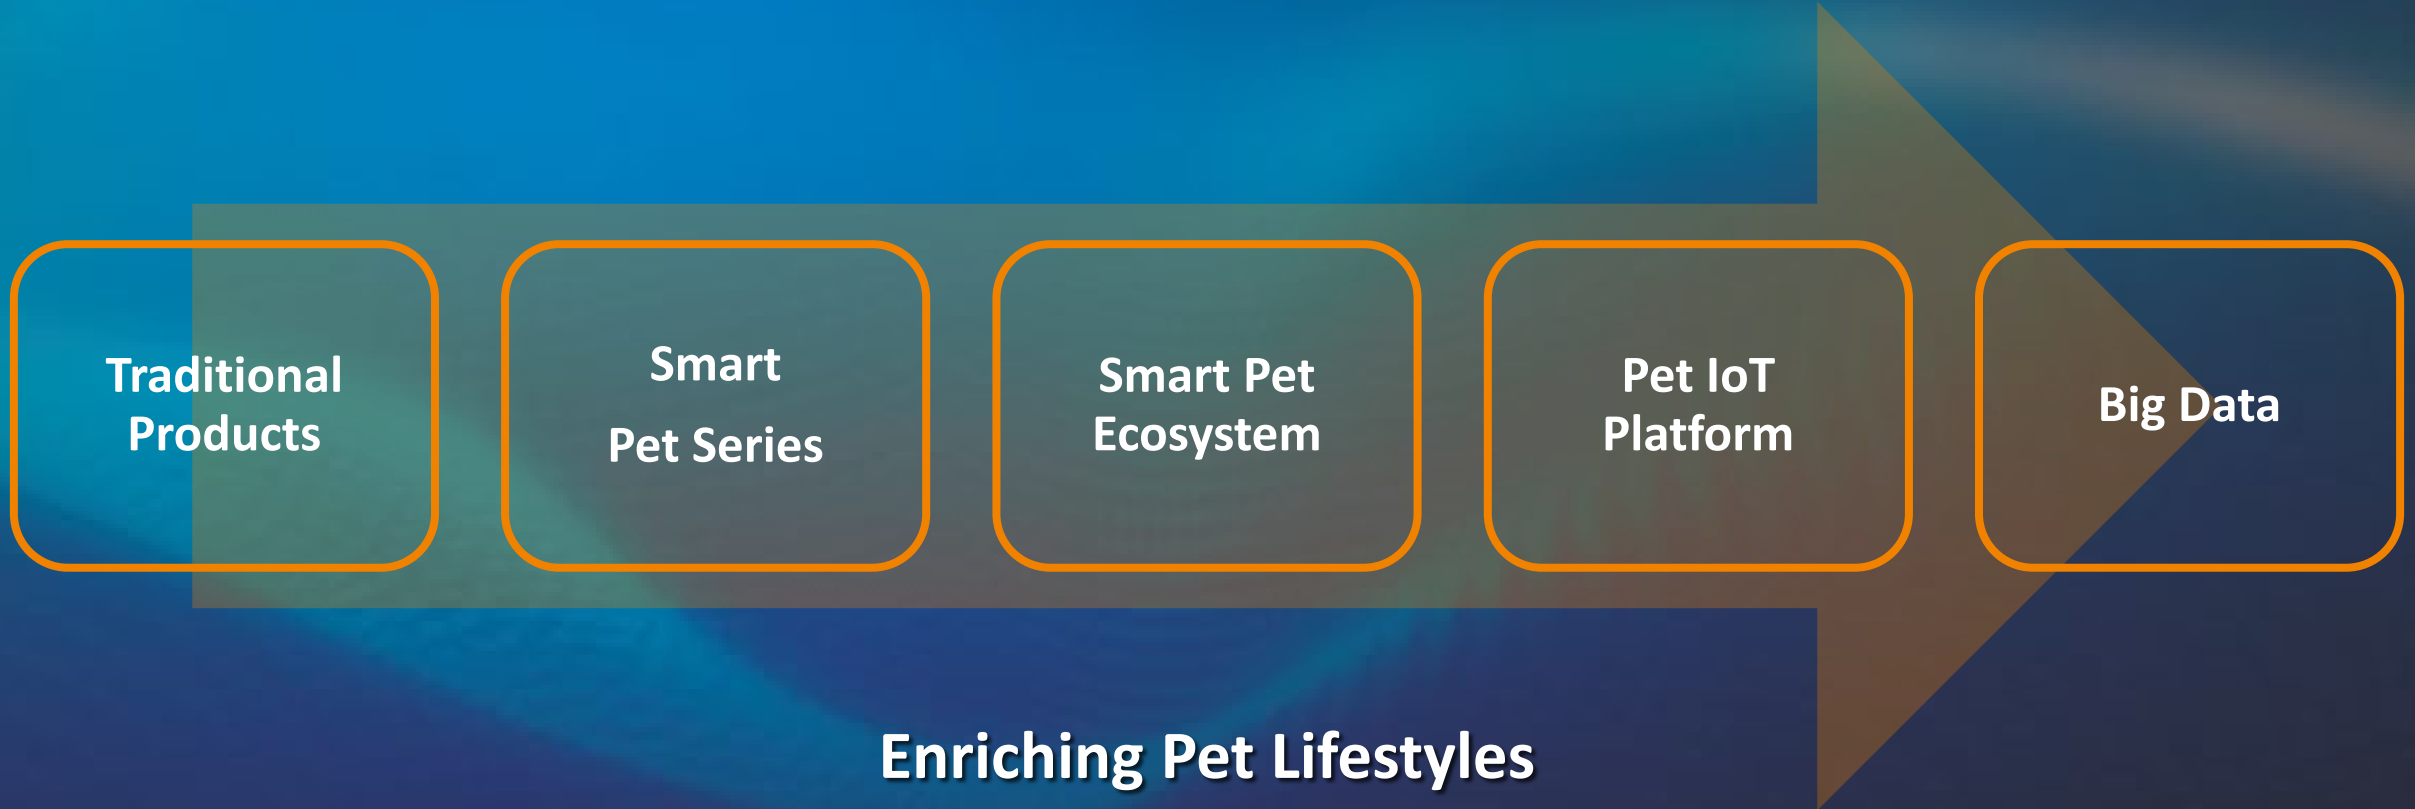 Traditional
Products
Smart
Pet Series
Smart Pet
Ecosystem
Pet IoT
Platform
Big Data
Enriching Pet Lifestyles